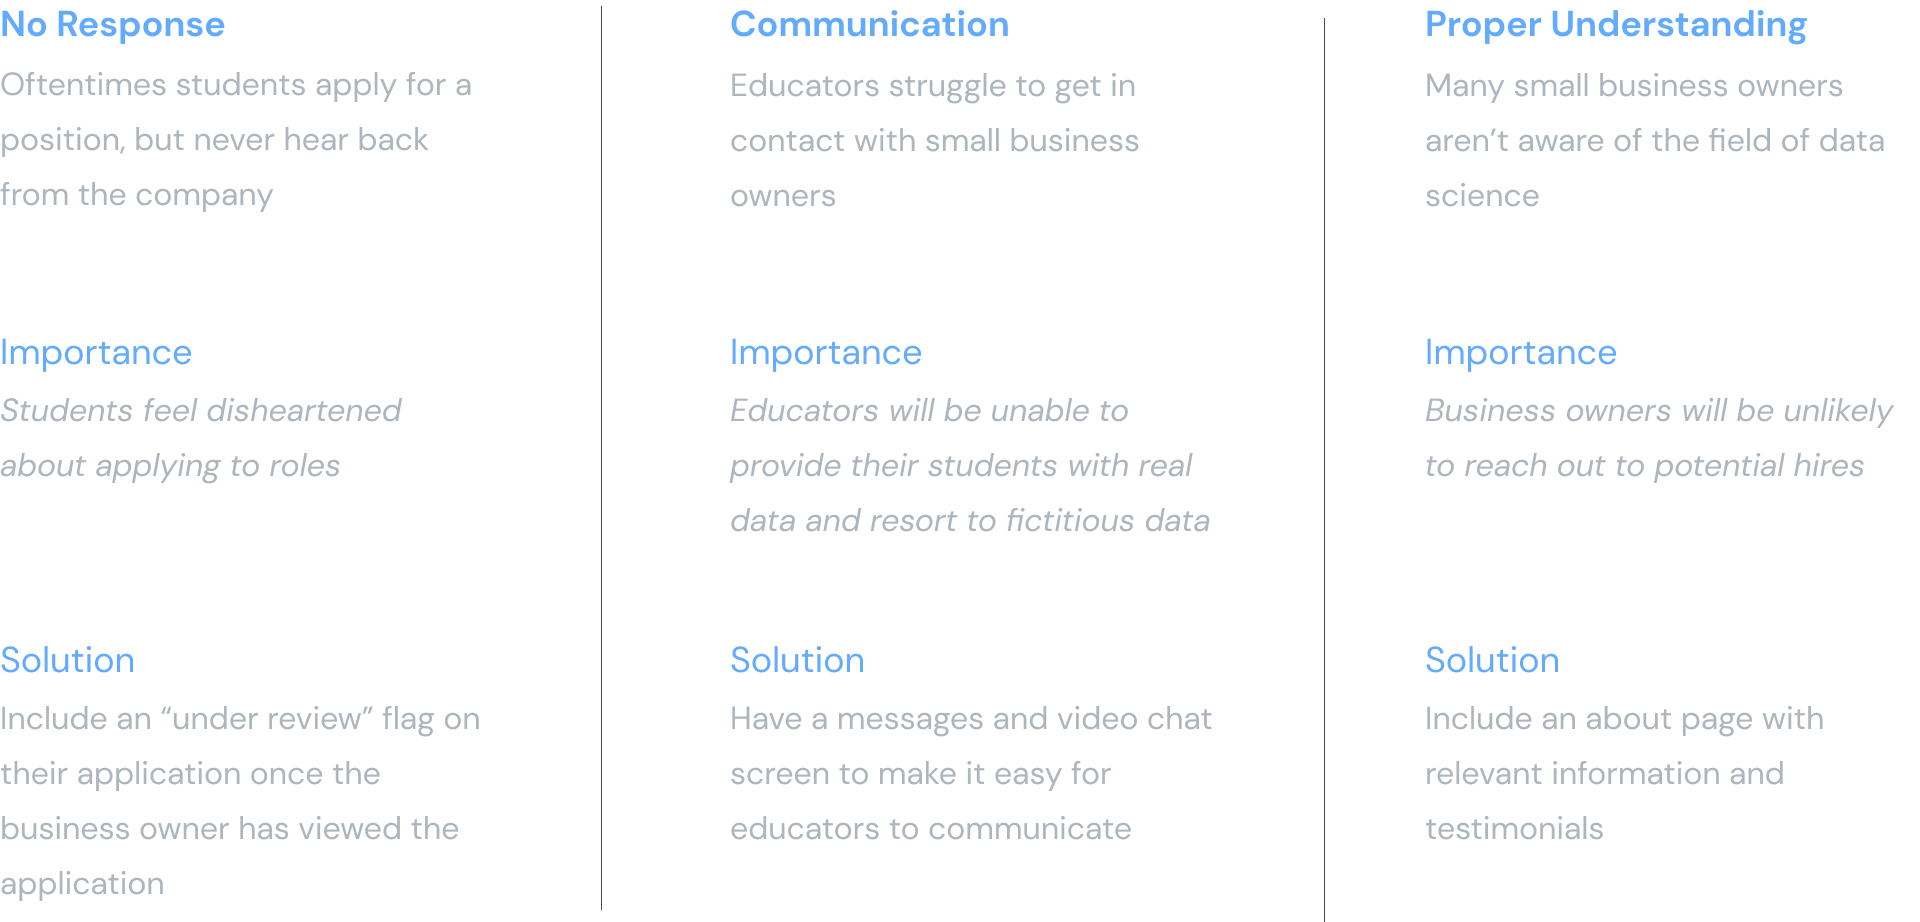 No Response
Oftentimes students apply for a
position, but never hear back
from the company
Importance
Students feel disheartened
about applying to roles
Solution
Include an “under review” flag on
their application once the
business owner has viewed the
application
Communication
Educators struggle to get in
contact with small business
owners
Importance
Educators will be unable to
provide their students with real
data and resort to fictitious data
Solution
Have a messages and video chat
screen to make it easy for
educators to communicate
Proper Understanding
Many small business owners
aren’t aware of the field of data
science
Importance
Business owners will be unlikely
to reach out to potential hires
Solution
Include an about page with
relevant information and
testimonials